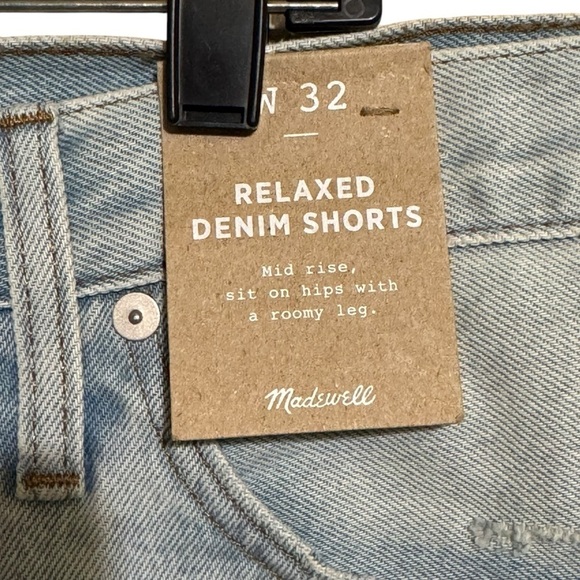 W 32
RELAXED
DENIM SHORTS
Mid rise,
sit on hips with
a roomy leg.
Madewell